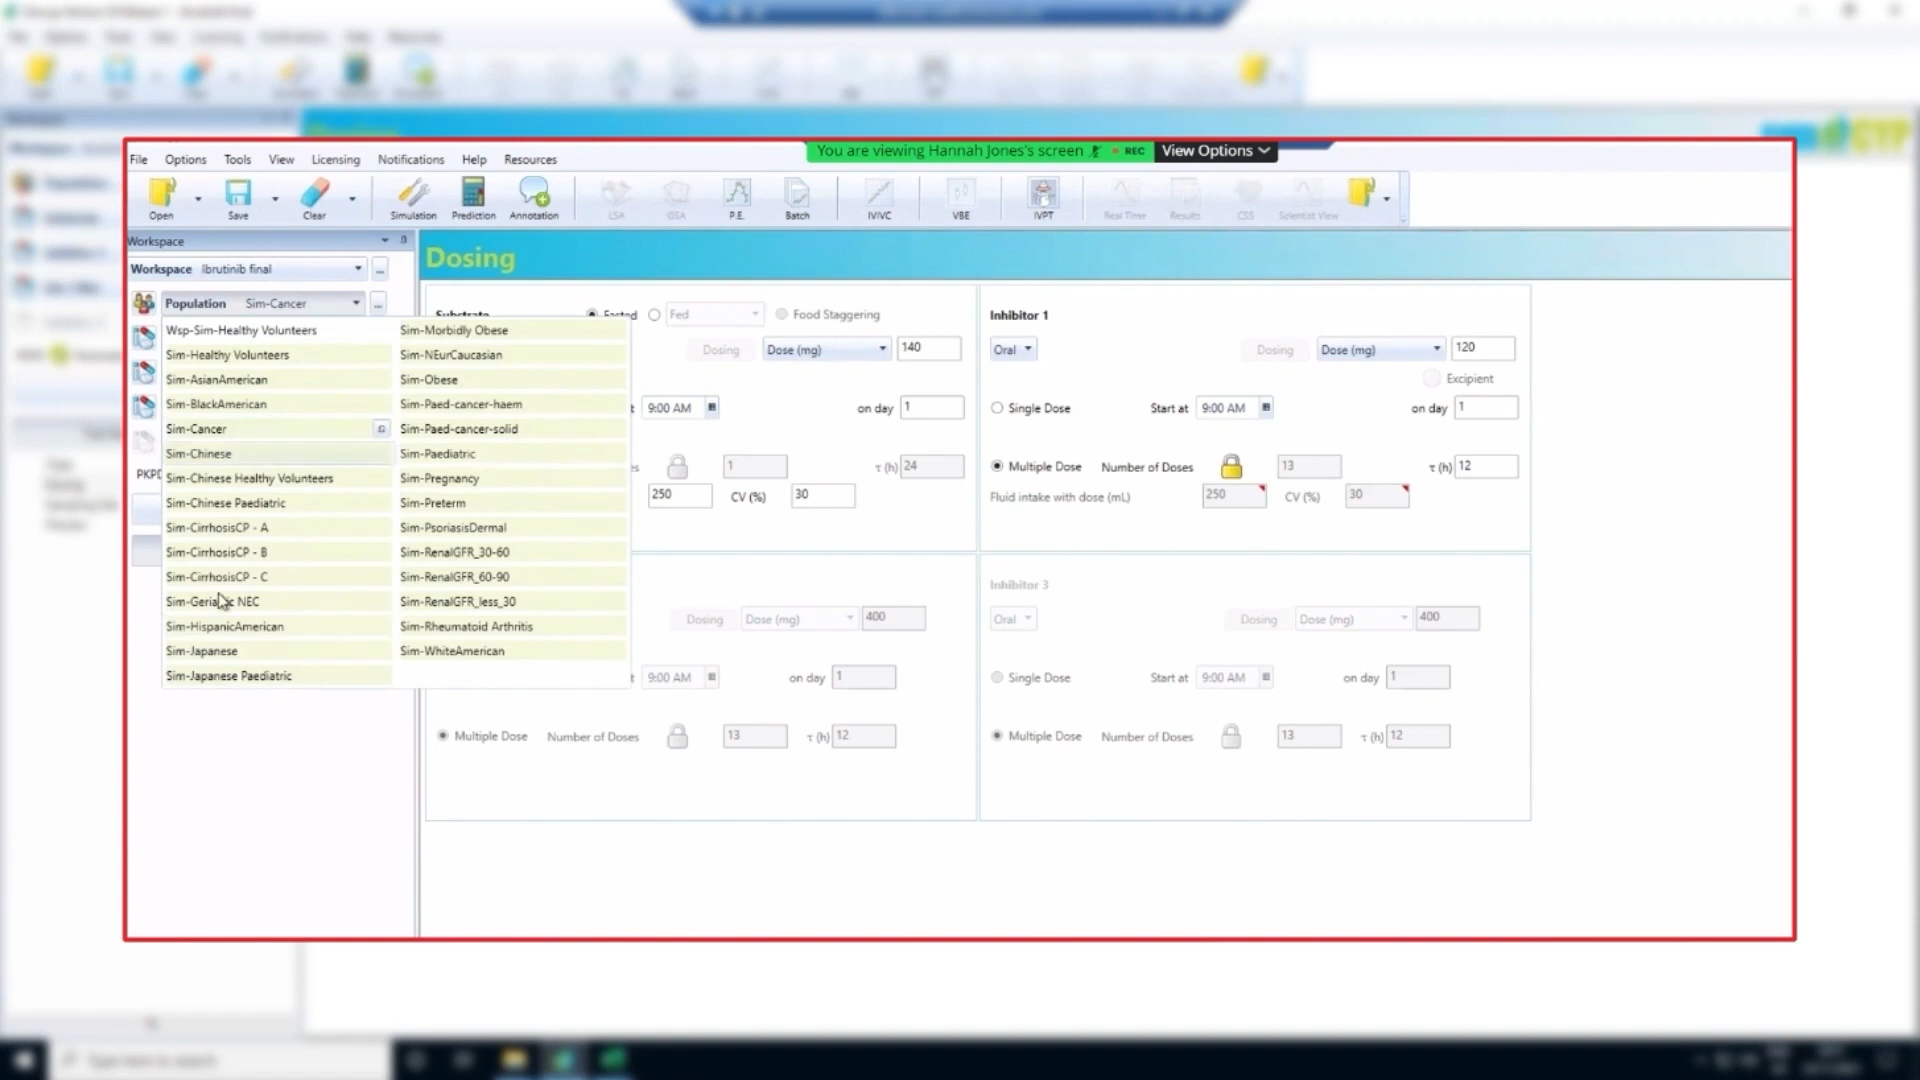 You are viewing Hannah Jones's screen REC View Options
File Options Tools View Licensing Notifications Help Resources
Open Save Clear Simulation Prediction Annotation LSA GSA P.E. Batch IVIVC VBE IVPT Real Time Results CSS Scientist View
Workspace
Dosing
Workspace Ibrutinib final ...
Population Sim-Cancer ...
Wsp-Sim-Healthy Volunteers
Sim-Healthy Volunteers
Sim-AsianAmerican
Sim-BlackAmerican
Sim-Cancer
Sim-Chinese
Sim-Chinese Healthy Volunteers
Sim-Chinese Paediatric
Sim-CirrhosisCP - A
Sim-CirrhosisCP - B
Sim-CirrhosisCP - C
NEC
Sim-HispanicAmerican
Sim-Japanese
Sim-Japanese Paediatric
Sim-Morbidly Obese
Sim-NEurCaucasian
Sim-Obese
Sim-Paed-cancer-haem
Sim-Paed-cancer-solid
Sim-Paediatric
Sim-Pregnancy
Sim-Preterm
Sim-PsoriasisDermal
Sim-RenalGFR_30-60
Sim-RenalGFR_60-90
Sim-RenalGFR_less_30
Sim-Rheumatoid Arthritis
Sim-WhiteAmerican
PKPD
Substrate Fasted Fed Food Staggering
Dosing Dose (mg) 140
9:00 AM on day 1
1 τ (h) 24
250 CV (%) 30
Inhibitor 1
Oral Dosing Dose (mg) 120
Excipient
Single Dose Start at 9:00 AM on day 1
Multiple Dose Number of Doses 13 τ (h) 12
Fluid intake with dose (mL) 250 CV (%) 30
Dosing Dose (mg) 400
9:00 AM on day 1
Multiple Dose Number of Doses 13 τ (h) 12
Inhibitor 3
Oral Dosing Dose (mg) 400
Single Dose Start at 9:00 AM on day 1
Multiple Dose Number of Doses 13 τ (h) 12